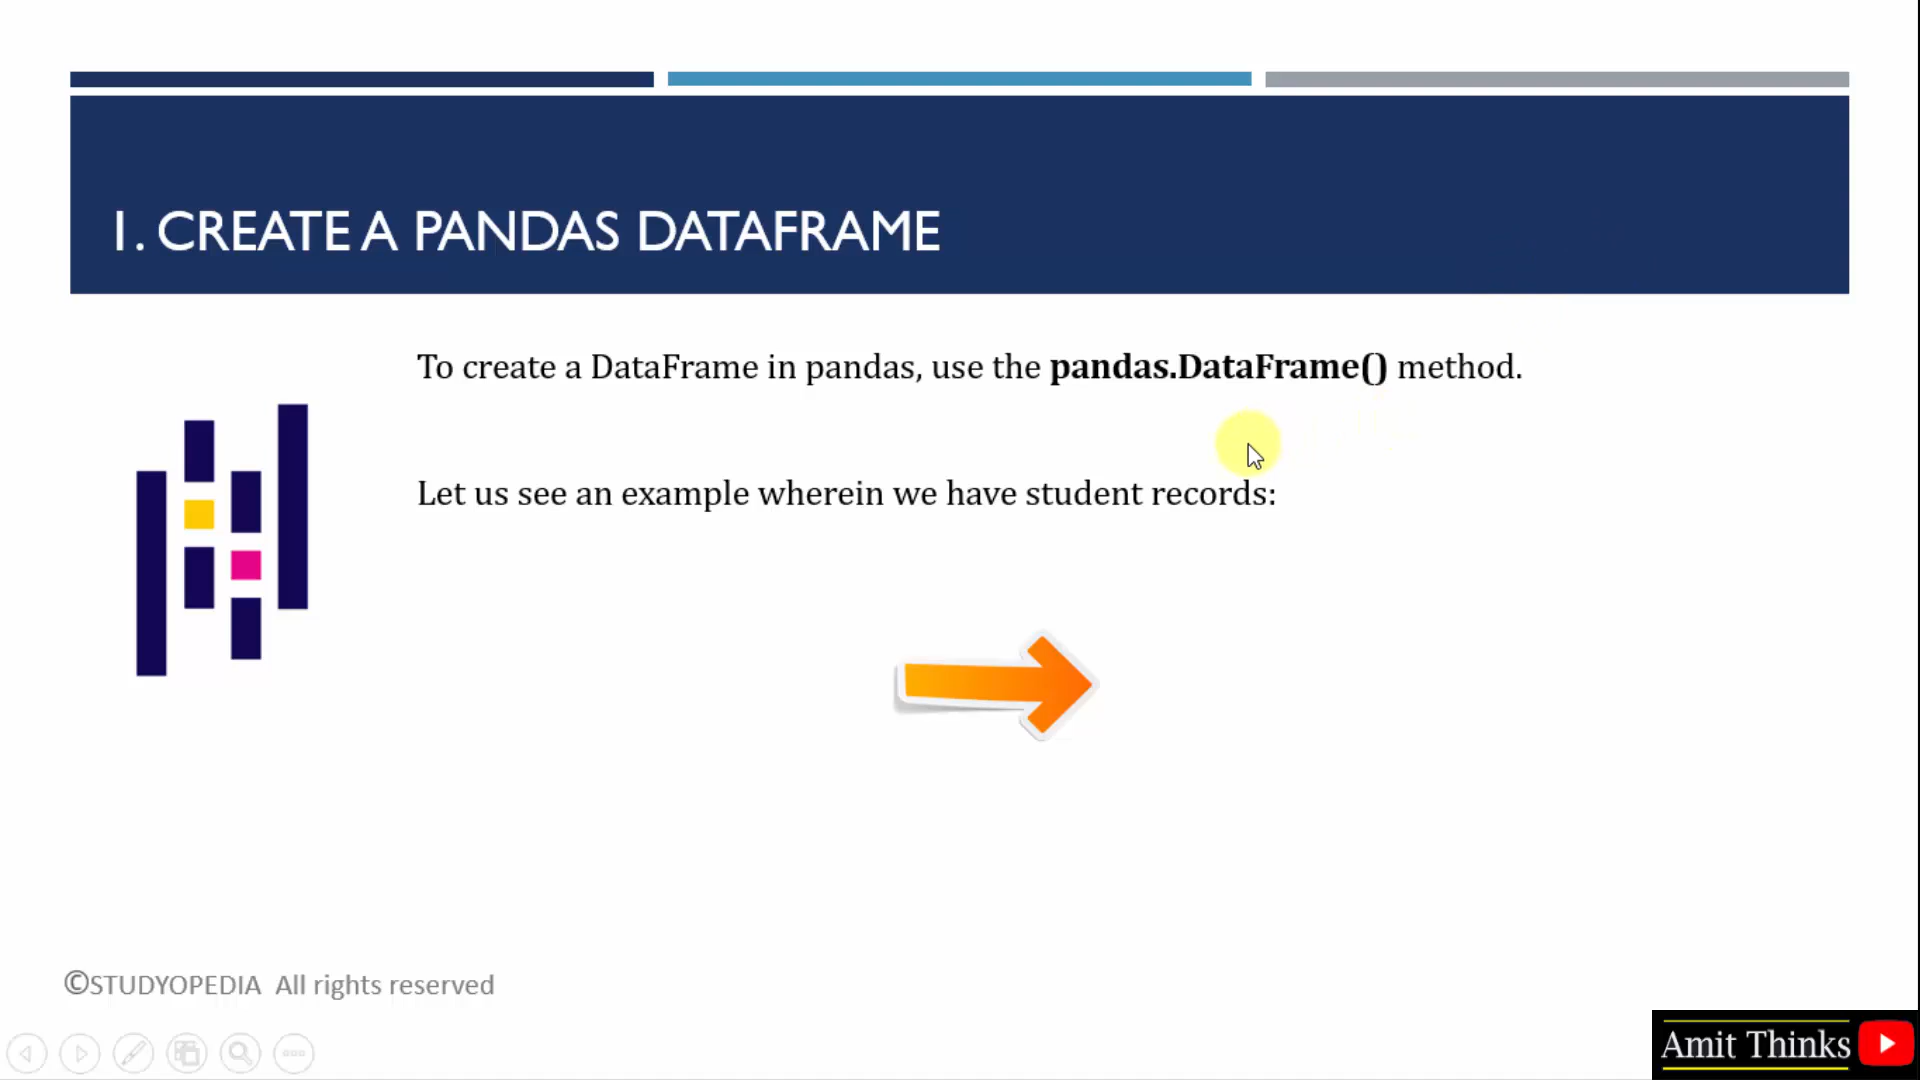 1. CREATE A PANDAS DATAFRAME
To create a DataFrame in pandas, use the pandas.DataFrame() method.
Let us see an example wherein we have student records:
©STUDYOPEDIA All rights reserved
Amit Thinks